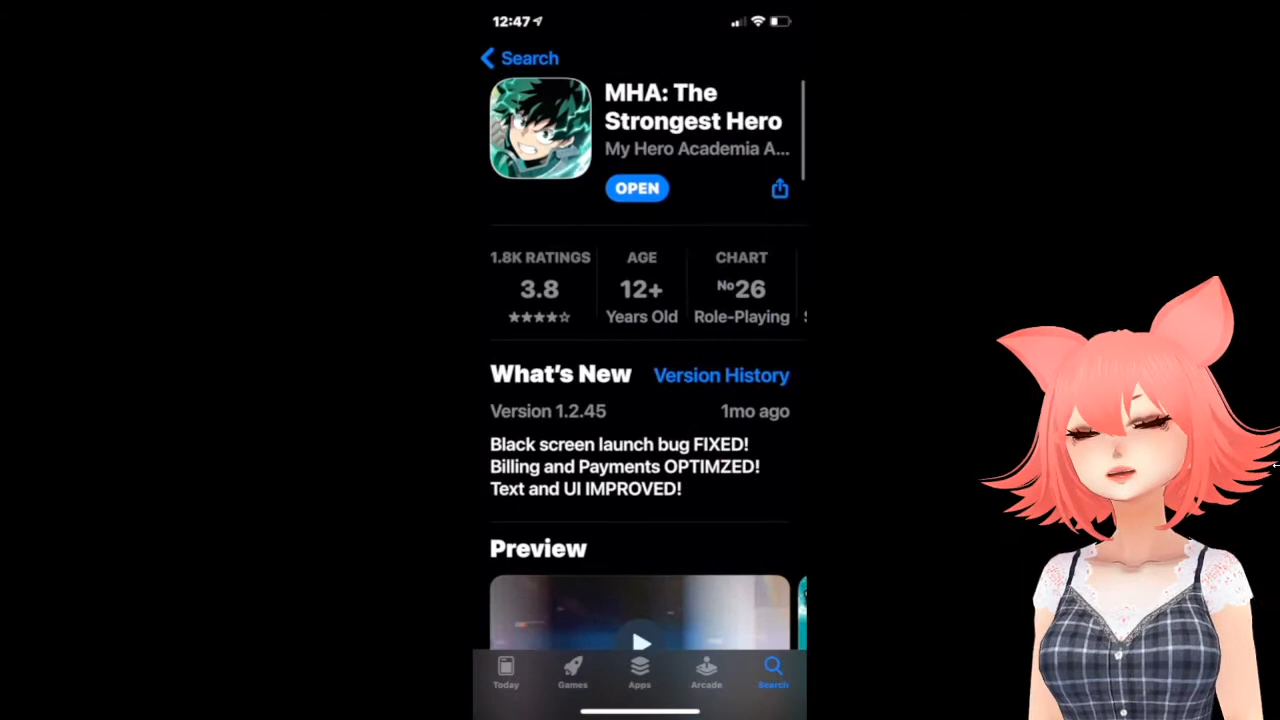 12:47
Search
MHA: The
Strongest Hero
My Hero Academia A...
OPEN
1.8K RATINGS
3.8
AGE
12+
Years Old
CHART
No26
Role-Playing
What's New
Version History
Version 1.2.45
1mo ago
Black screen launch bug FIXED!
Billing and Payments OPTIMZED!
Text and UI IMPROVED!
Preview
Today
Games
Apps
Arcade
Search